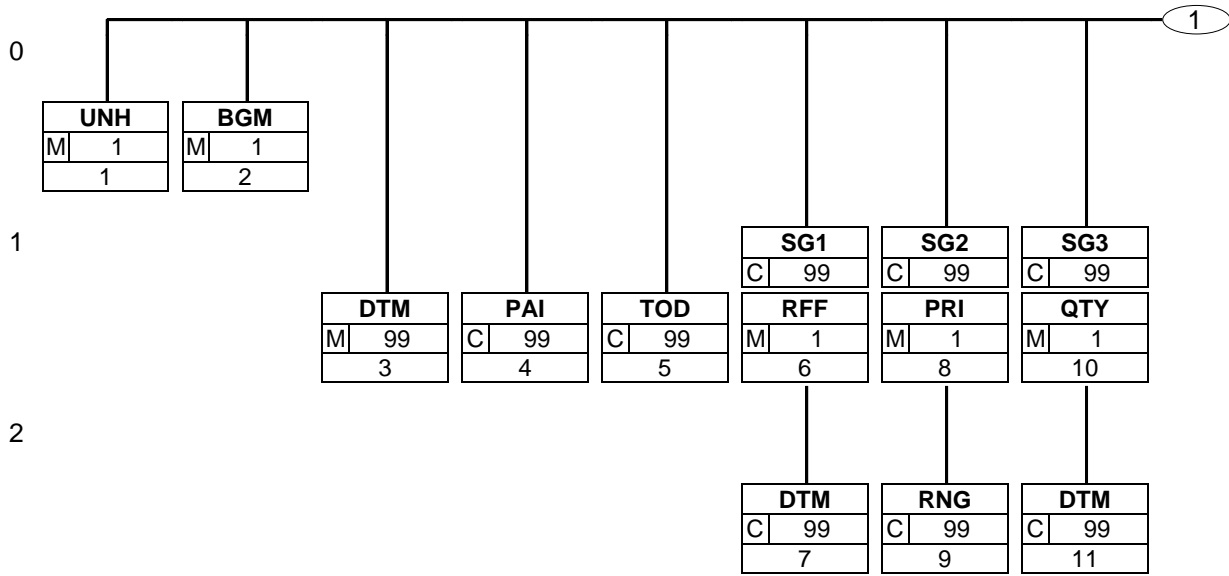 1
0
UNH BGM
M 1 M 1
1 2
1
SG1 SG2 SG3
C 99 C 99 C 99
DTM PAI TOD RFF PRI QTY
M 99 C 99 C 99 M 1 M 1 M 1
3 4 5 6 8 10
2
DTM RNG DTM
C 99 C 99 C 99
7 9 11